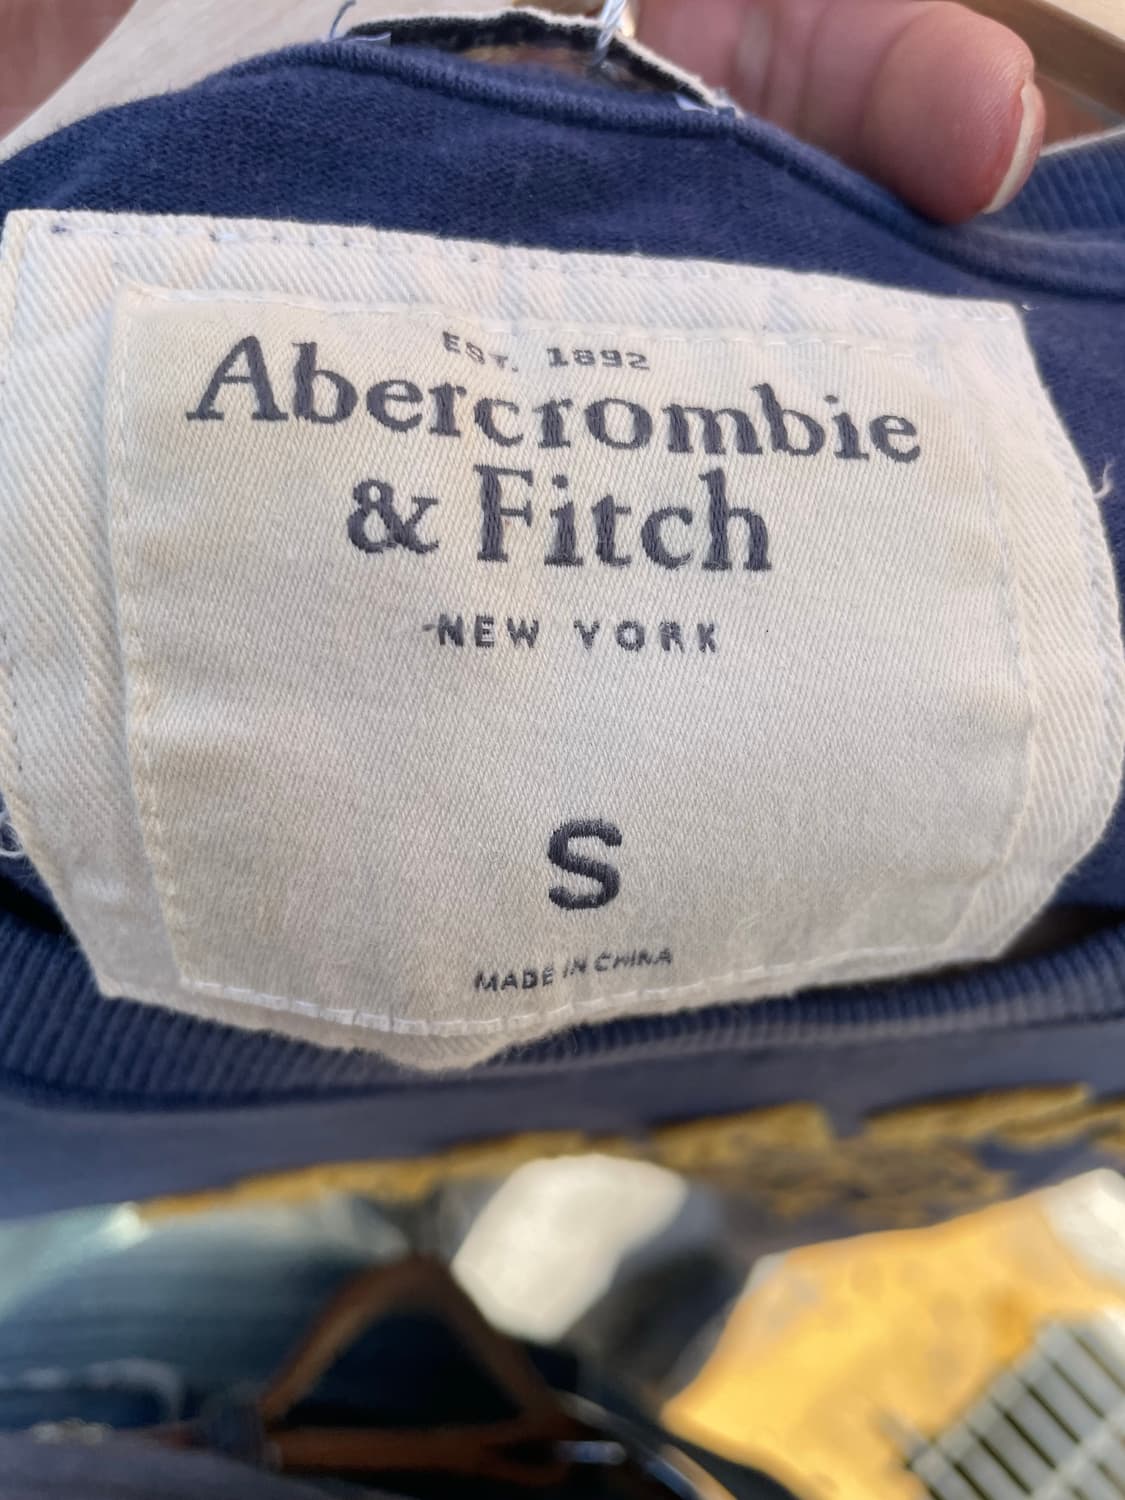 EST. 1892
Abercrombie
& Fitch
NEW YORK
S
MADE IN CHINA